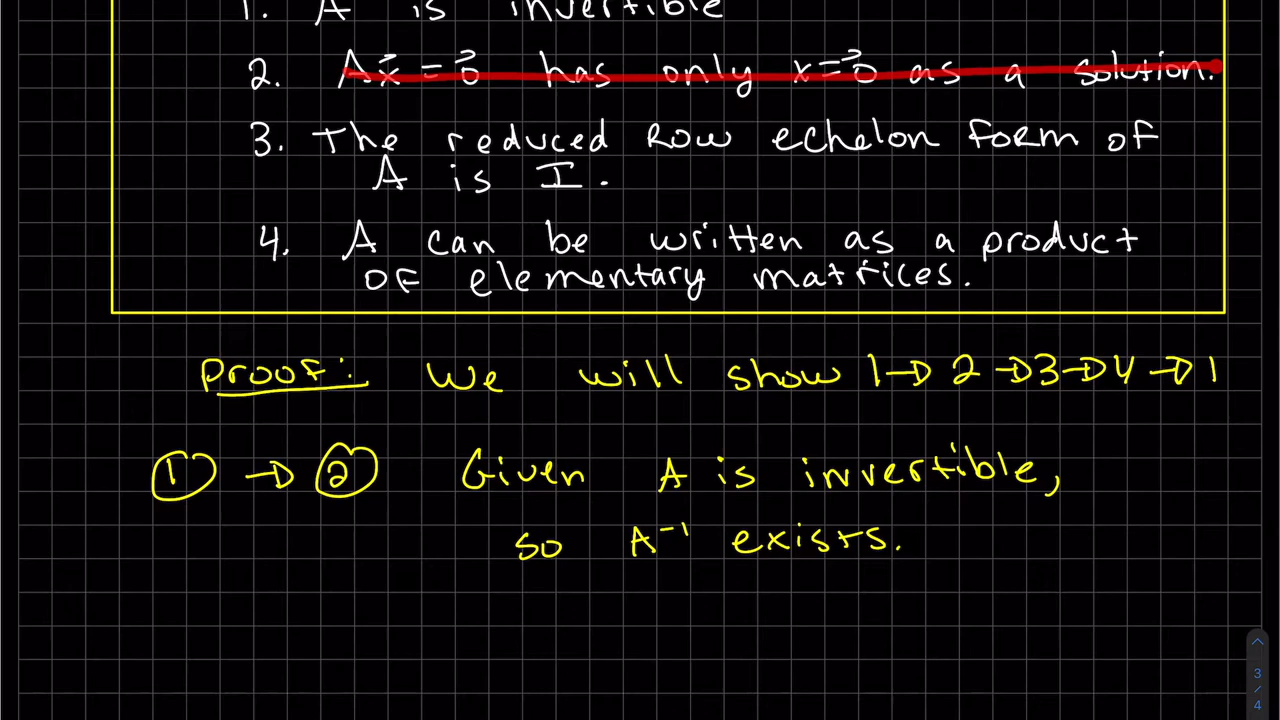 1. A is invertible
2. Ax⃗ = 0⃗ has only x = 0⃗ as a solution.
3. The reduced Row echelon form of
A is I.
4. A can be written as a product
of elementary matrices.
Proof: We will show 1→2→3→4→1
① → ② Given A is invertible,
so A⁻¹ exists.
3
/
4